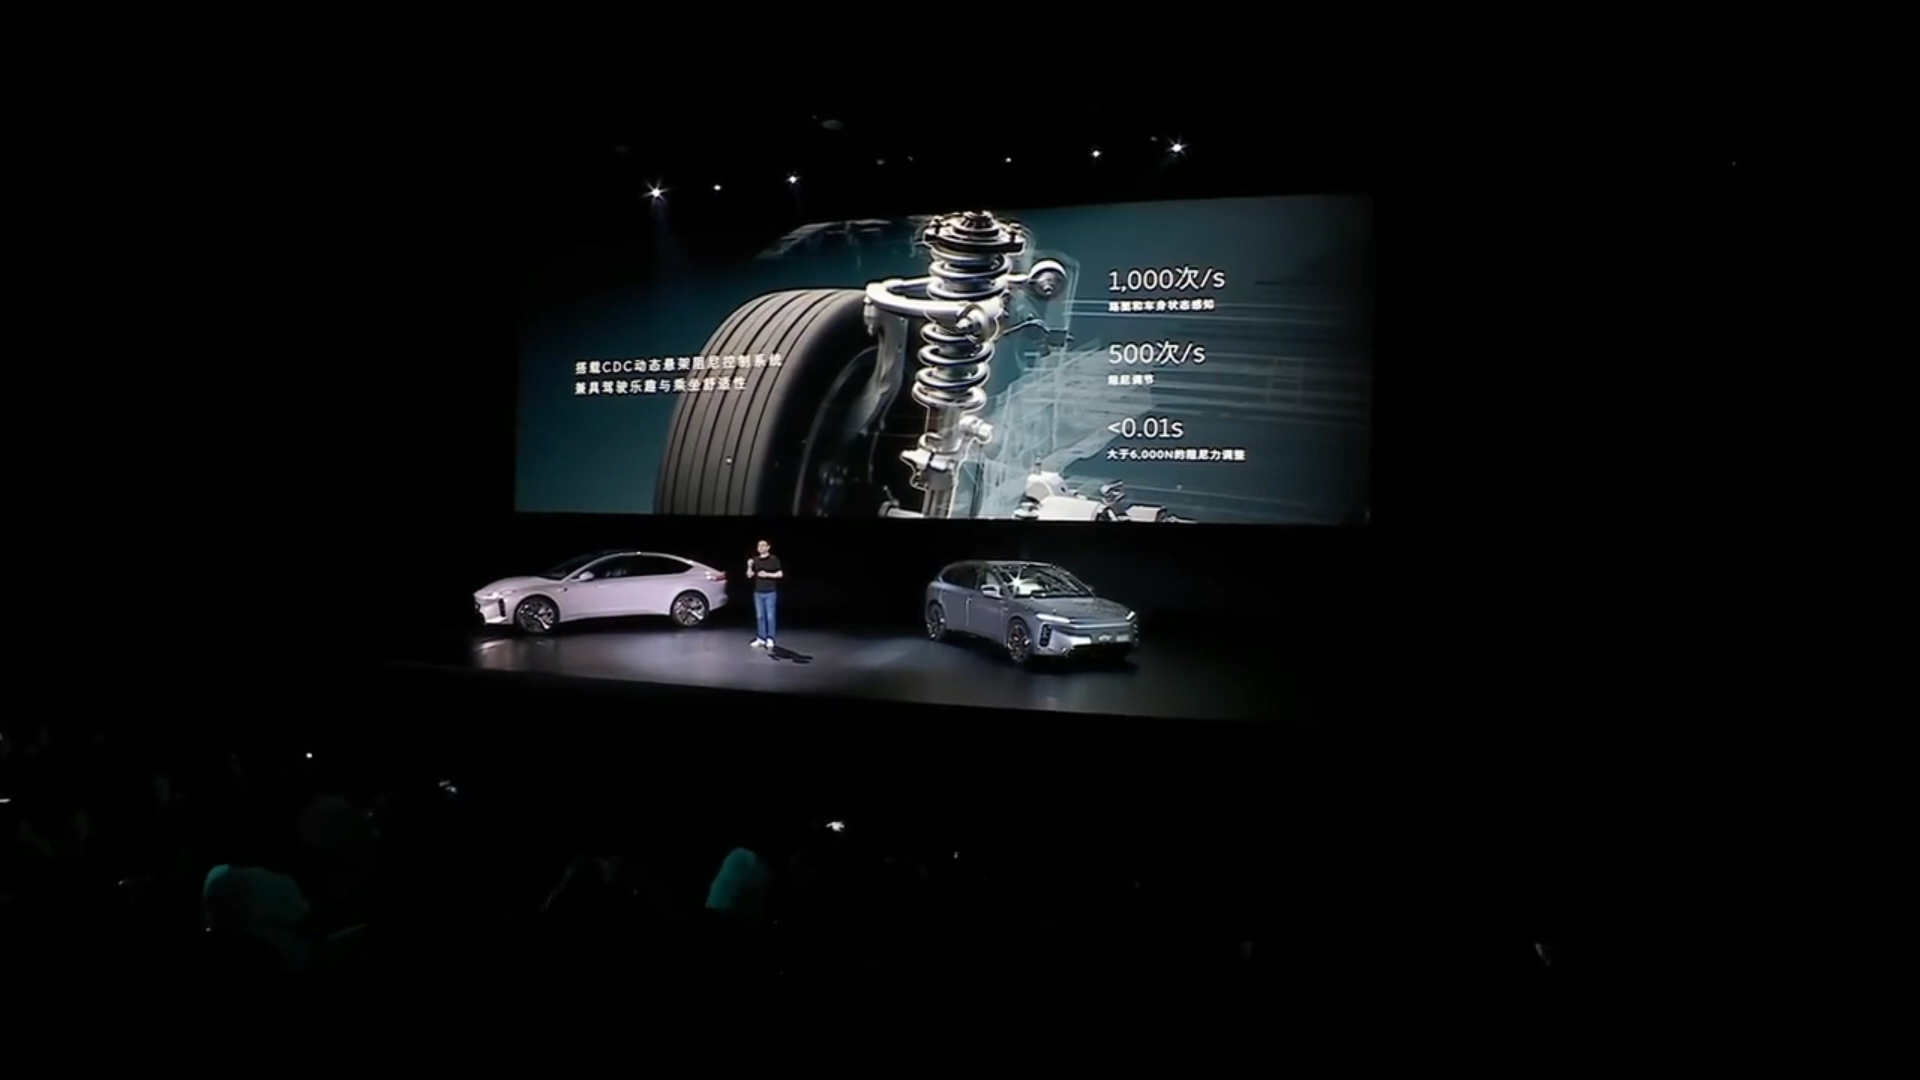 搭载CDC动态悬架阻尼控制系统
兼具驾驶乐趣与乘坐舒适性
1,000次/s
路面和车身状态感知
500次/s
阻尼调节
<0.01s
大于6,000N的阻尼力调整